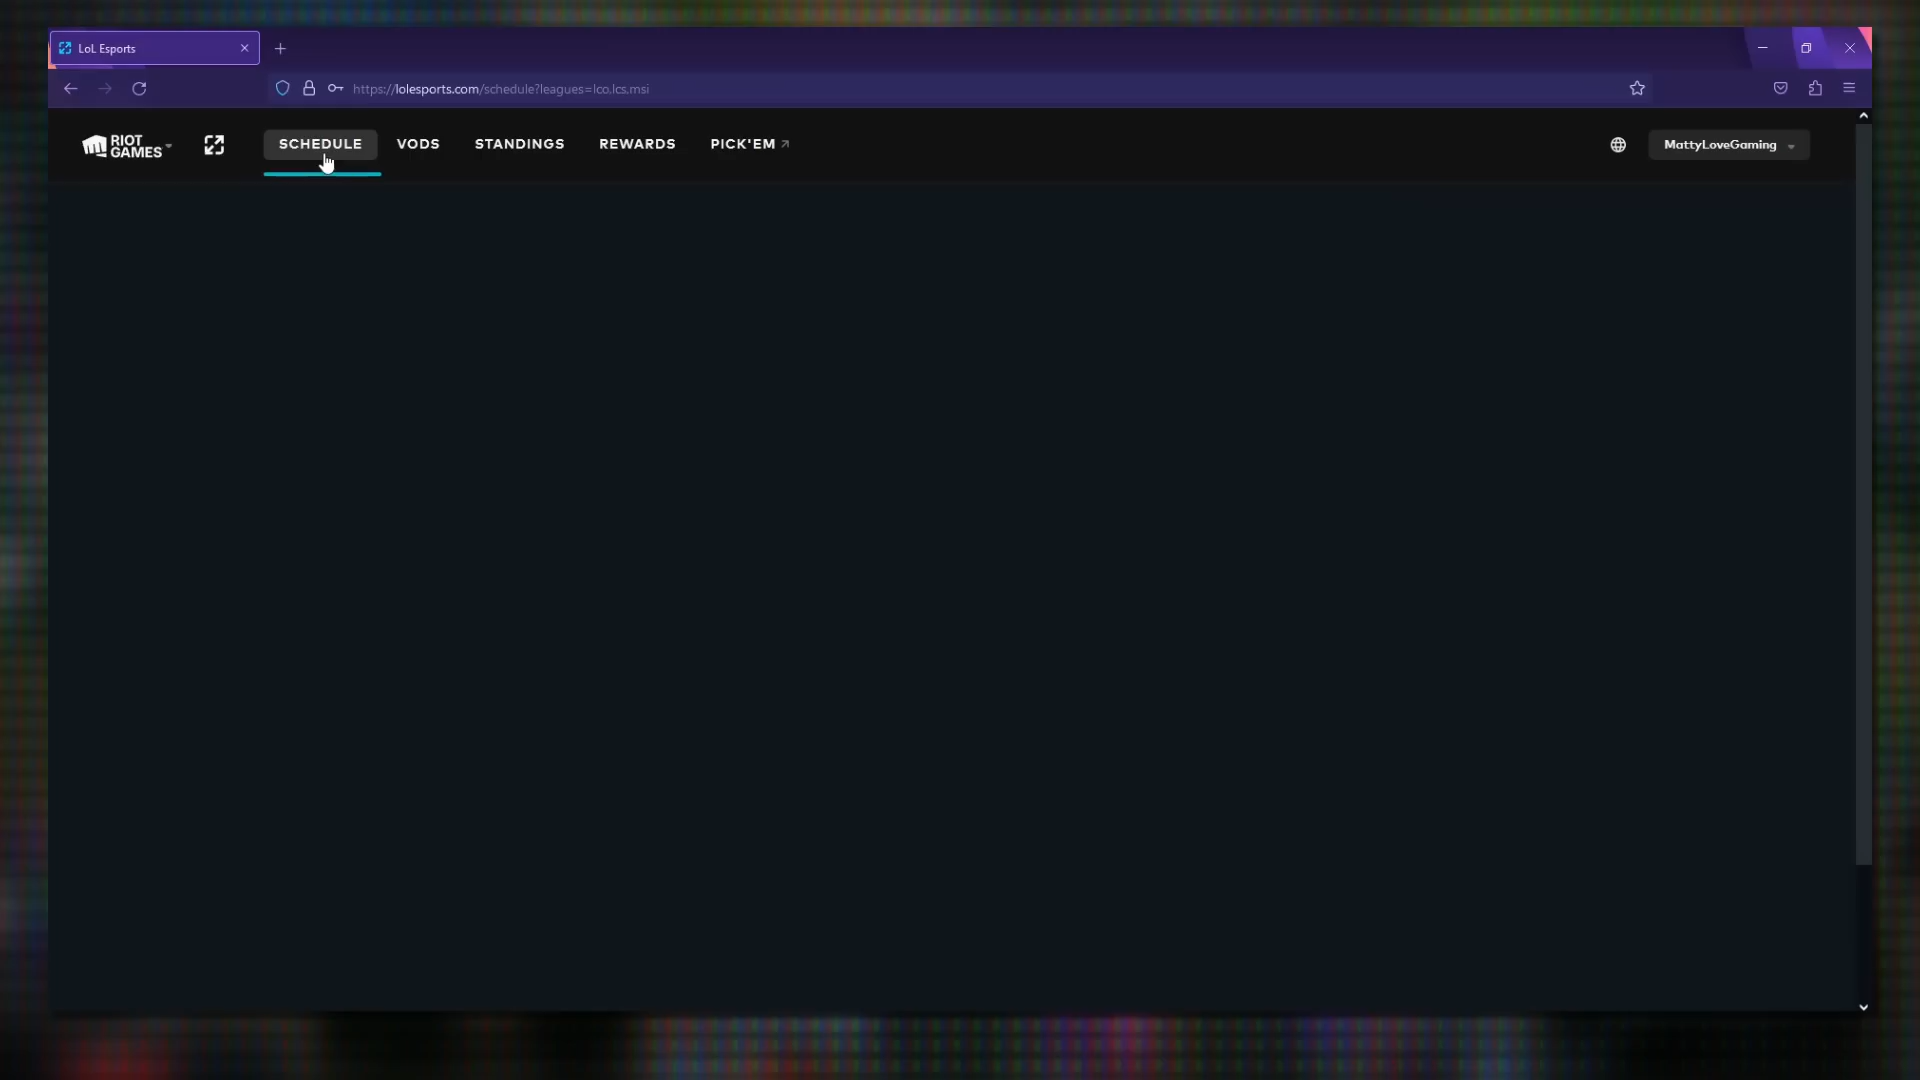 LoL Esports
https://lolesports.com/schedule?leagues=lco.lcs.msi
RIOT GAMES
SCHEDULE
VODS
STANDINGS
REWARDS
PICK'EM
MattyLoveGaming